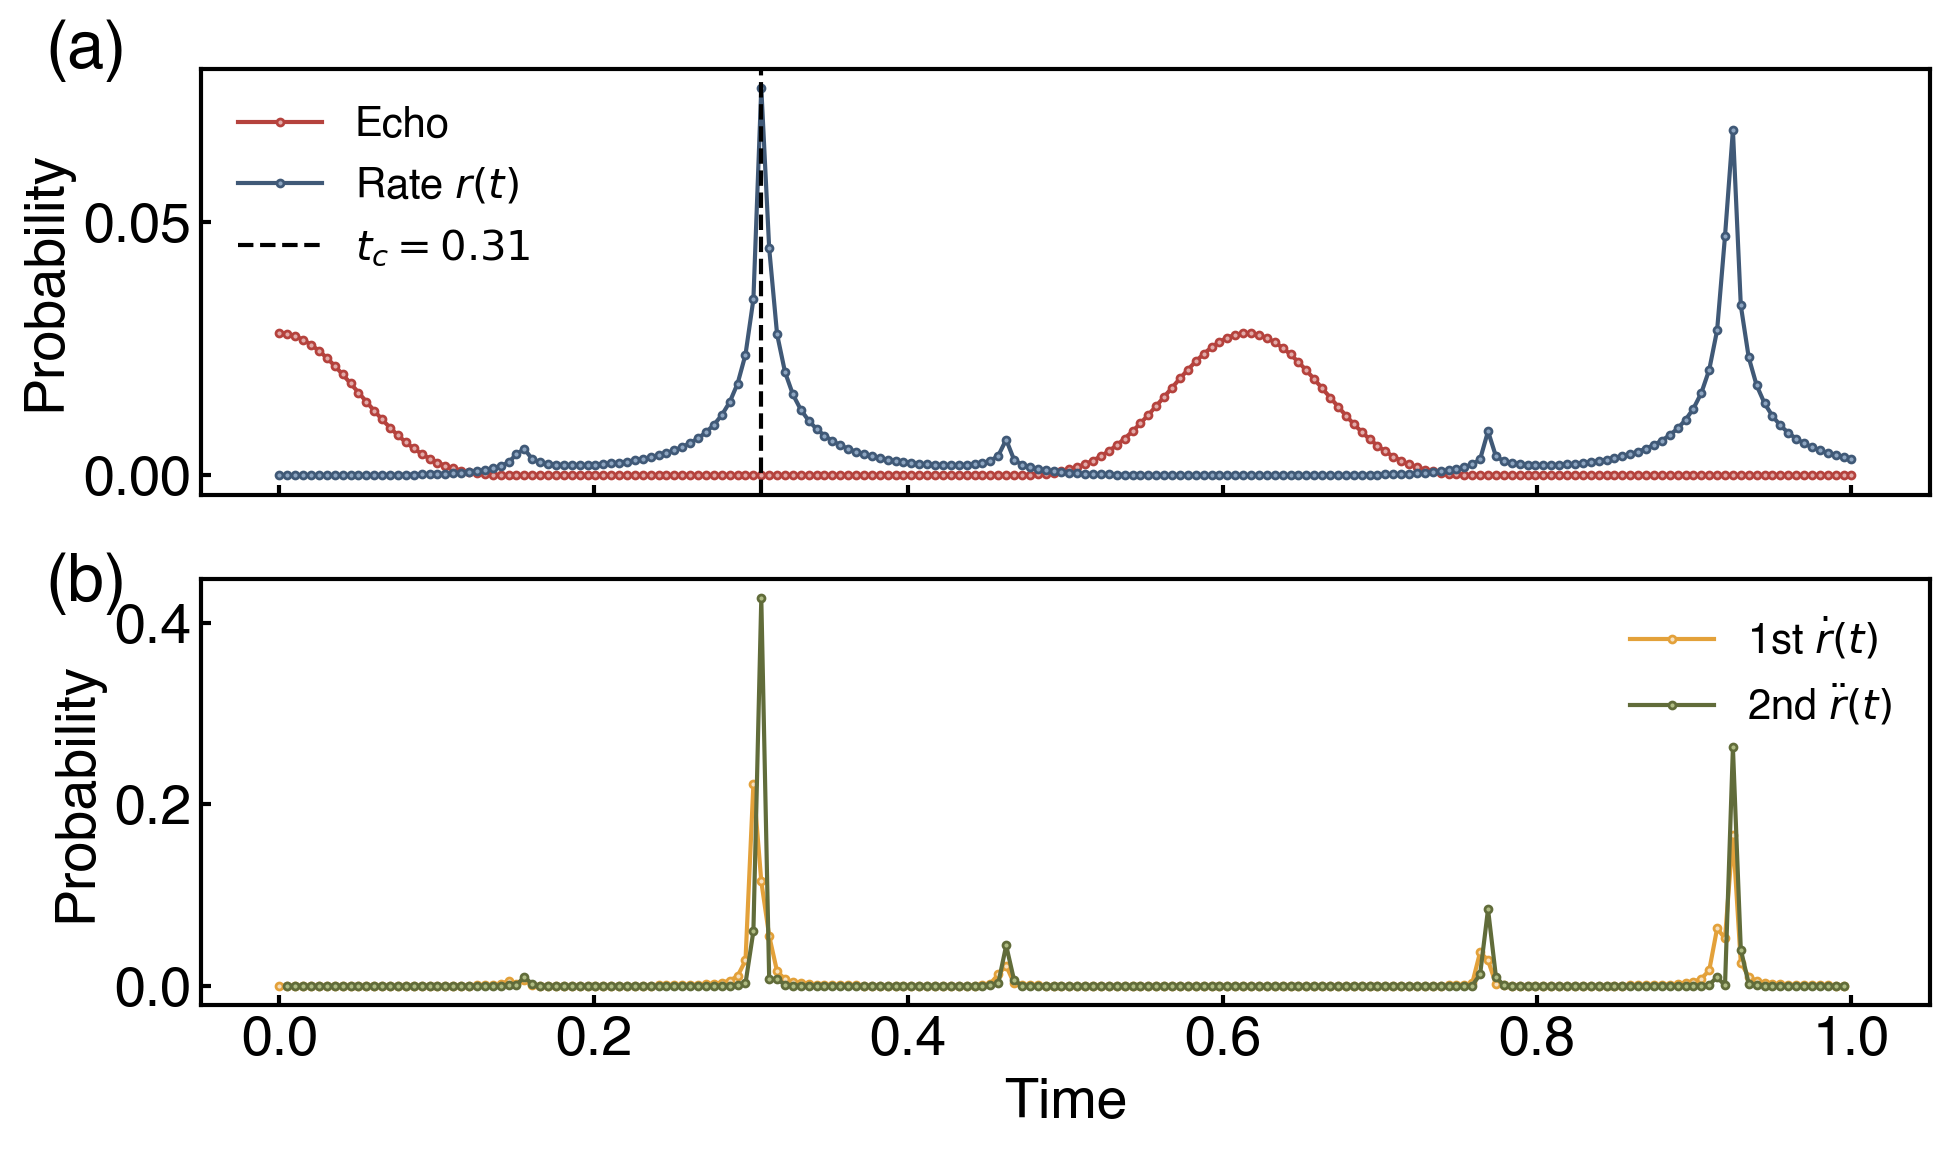 (a)
Probability
0.05
0.00
Echo
Rate r(t)
t_c = 0.31
(b)
Probability
0.4
0.2
0.0
1st ṙ(t)
2nd r̈(t)
0.0 0.2 0.4 0.6 0.8 1.0
Time